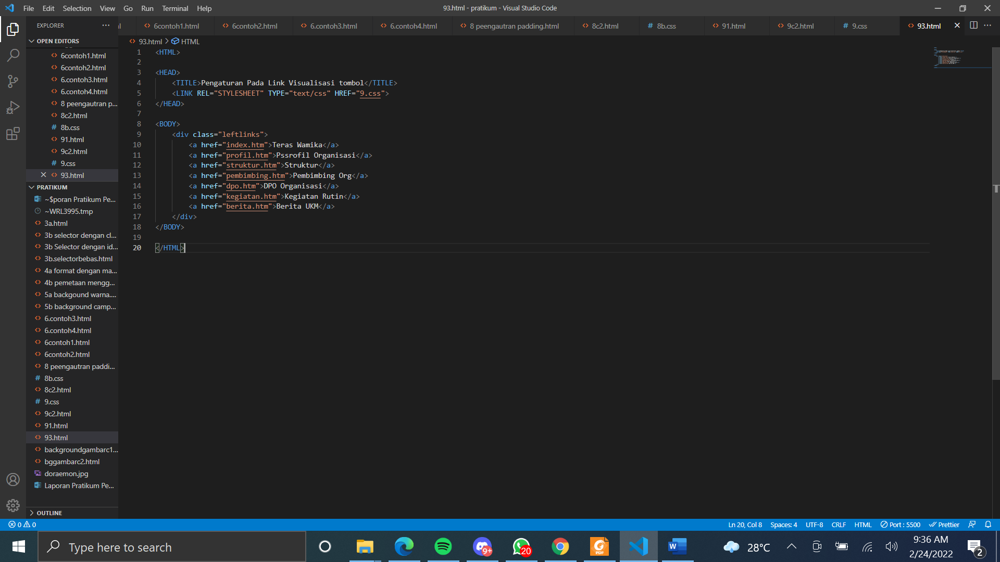 File Edit Selection View Go Run Terminal Help
93.html - pratikum - Visual Studio Code
EXPLORER
6contoh1.html 6contoh2.html 6.contoh3.html 6.contoh4.html 8 peengautran padding.html 8c2.html # 8b.css 91.html 9c2.html # 9.css 93.html
OPEN EDITORS
6contoh1.html
6contoh2.html
6.contoh3.html
6.contoh4.html
8 peengautran p...
8c2.html
# 8b.css
91.html
9c2.html
# 9.css
93.html
PRATIKUM
~$poran Pratikum Pe...
~WRL3995.tmp
3a.html
3b selector dengan cl...
3b Selector dengan id...
3b.selectorbebas.html
4a format dengan ma...
4b pemetaan mengg...
5a backgound warna....
5b background camp...
6.contoh3.html
6.contoh4.html
6contoh1.html
6contoh2.html
8 peengautran paddi...
# 8b.css
8c2.html
# 9.css
9c2.html
91.html
93.html
backgroundgambarc1...
bggambarc2.html
doraemon.jpg
Laporan Pratikum Pe...
OUTLINE
93.html > HTML
1 <HTML>
2
3 <HEAD>
4 <TITLE>Pengaturan Pada Link Visualisasi tombol</TITLE>
5 <LINK REL="STYLESHEET" TYPE="text/css" HREF="9.css">
6 </HEAD>
7
8 <BODY>
9 <div class="leftlinks">
10 <a href="index.htm">Teras Wamika</a>
11 <a href="profil.htm">Pssrofil Organisasi</a>
12 <a href="struktur.htm">Struktur</a>
13 <a href="pembimbing.htm">Pembimbing Org</a>
14 <a href="dpo.htm">DPO Organisasi</a>
15 <a href="kegiatan.htm">Kegiatan Rutin</a>
16 <a href="berita.htm">Berita UKM</a>
17 </div>
18 </BODY>
19
20 </HTML>
0 0
Ln 20, Col 8 Spaces: 4 UTF-8 CRLF HTML Port : 5500 Prettier
Type here to search
9+
20
28°C
9:36 AM
2/24/2022
2